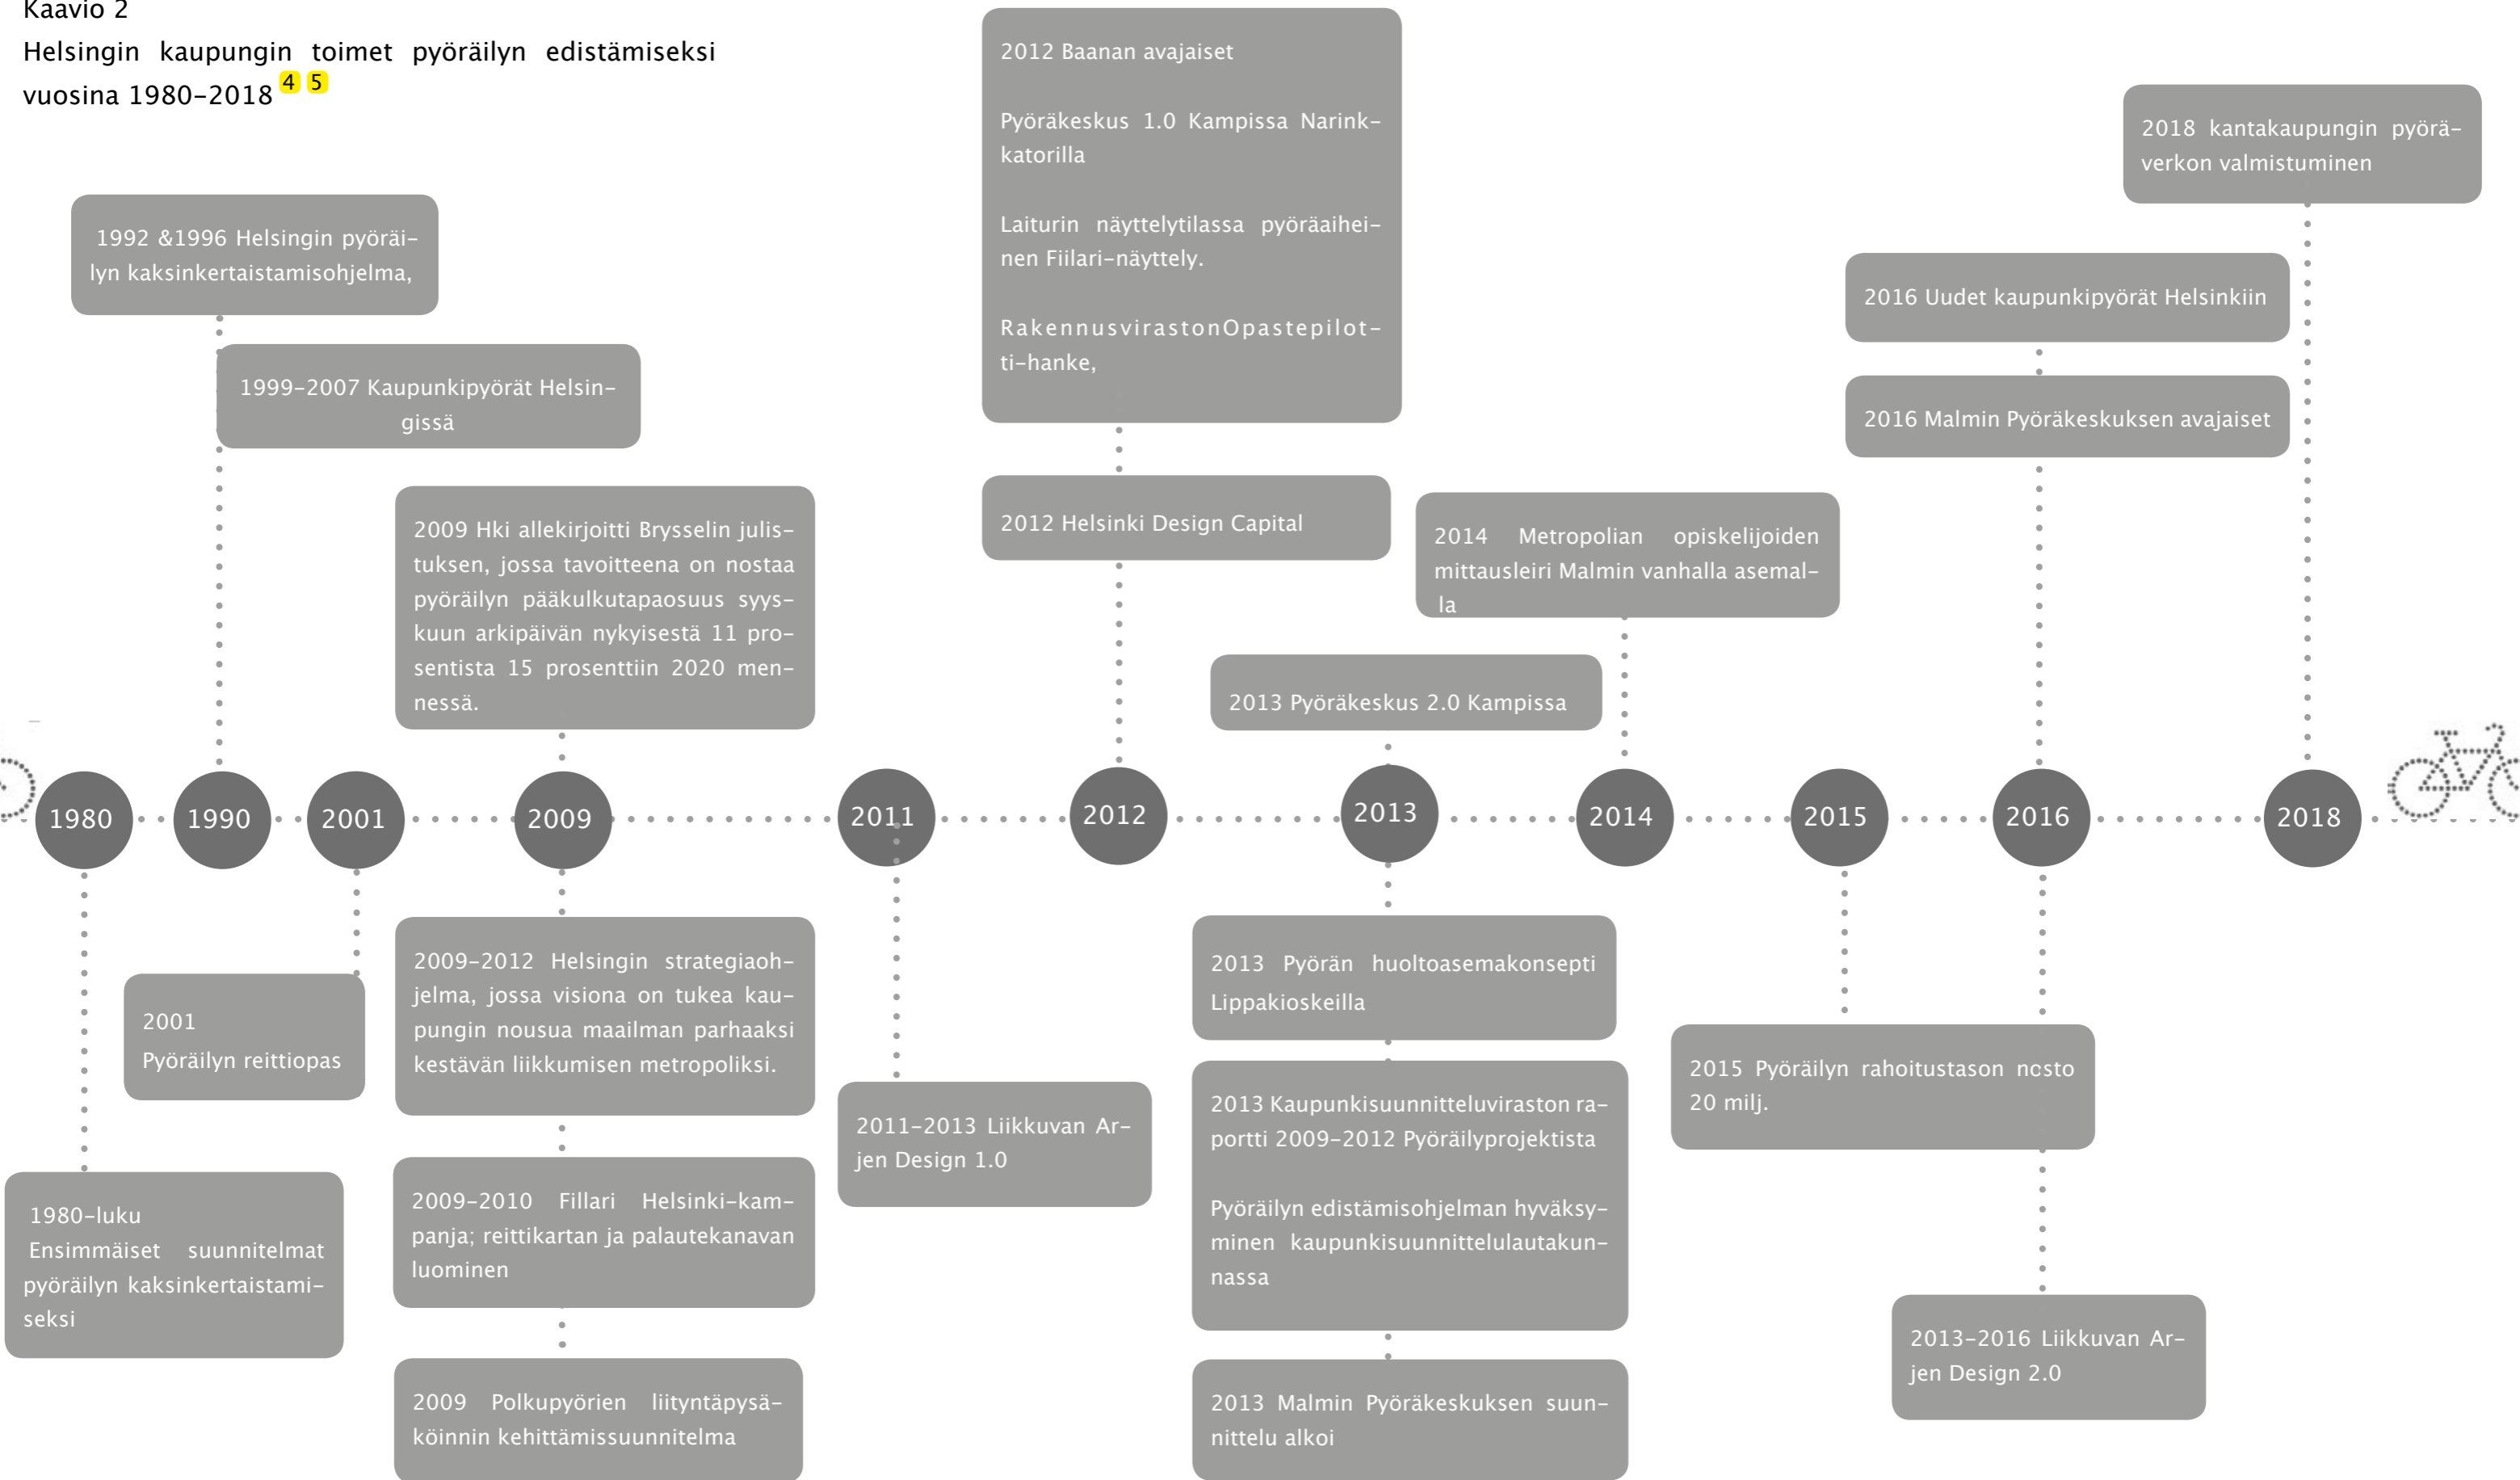 Kaavio 2
Helsingin kaupungin toimet pyöräilyn edistämiseksi
vuosina 1980-2018 4 5
1992 &1996 Helsingin pyöräi-
lyn kaksinkertaistamisohjelma,
1999-2007 Kaupunkipyörät Helsin-
gissä
2009 Hki allekirjoitti Brysselin julis-
tuksen, jossa tavoitteena on nostaa
pyöräilyn pääkulkutapaosuus syys-
kuun arkipäivän nykyisestä 11 pro-
sentista 15 prosenttiin 2020 men-
nessä.
2012 Baanan avajaiset
Pyöräkeskus 1.0 Kampissa Narink-
katorilla
Laiturin näyttelytilassa pyöräaihei-
nen Fiilari-näyttely.
RakennusvirastonOpastepilot-
ti-hanke,
2012 Helsinki Design Capital
2013 Pyöräkeskus 2.0 Kampissa
2014 Metropolian opiskelijoiden
mittausleiri Malmin vanhalla asemal-
la
2016 Uudet kaupunkipyörät Helsinkiin
2016 Malmin Pyöräkeskuksen avajaiset
2018 kantakaupungin pyörä-
verkon valmistuminen
1980
1990
2001
2009
2011
2012
2013
2014
2015
2016
2018
1980-luku
Ensimmäiset suunnitelmat
pyöräilyn kaksinkertaistami-
seksi
2001
Pyöräilyn reittiopas
2009-2012 Helsingin strategiaoh-
jelma, jossa visiona on tukea kau-
pungin nousua maailman parhaaksi
kestävän liikkumisen metropoliksi.
2009-2010 Fillari Helsinki-kam-
panja; reittikartan ja palautekanavan
luominen
2009 Polkupyörien liityntäpysä-
köinnin kehittämissuunnitelma
2011-2013 Liikkuvan Ar-
jen Design 1.0
2013 Pyörän huoltoasemakonsepti
Lippakioskeilla
2013 Kaupunkisuunnitteluviraston ra-
portti 2009-2012 Pyöräilyprojektista
Pyöräilyn edistämisohjelman hyväksy-
minen kaupunkisuunnittelulautakun-
nassa
2013 Malmin Pyöräkeskuksen suun-
nittelu alkoi
2015 Pyöräilyn rahoitustason nosto
20 milj.
2013-2016 Liikkuvan Ar-
jen Design 2.0